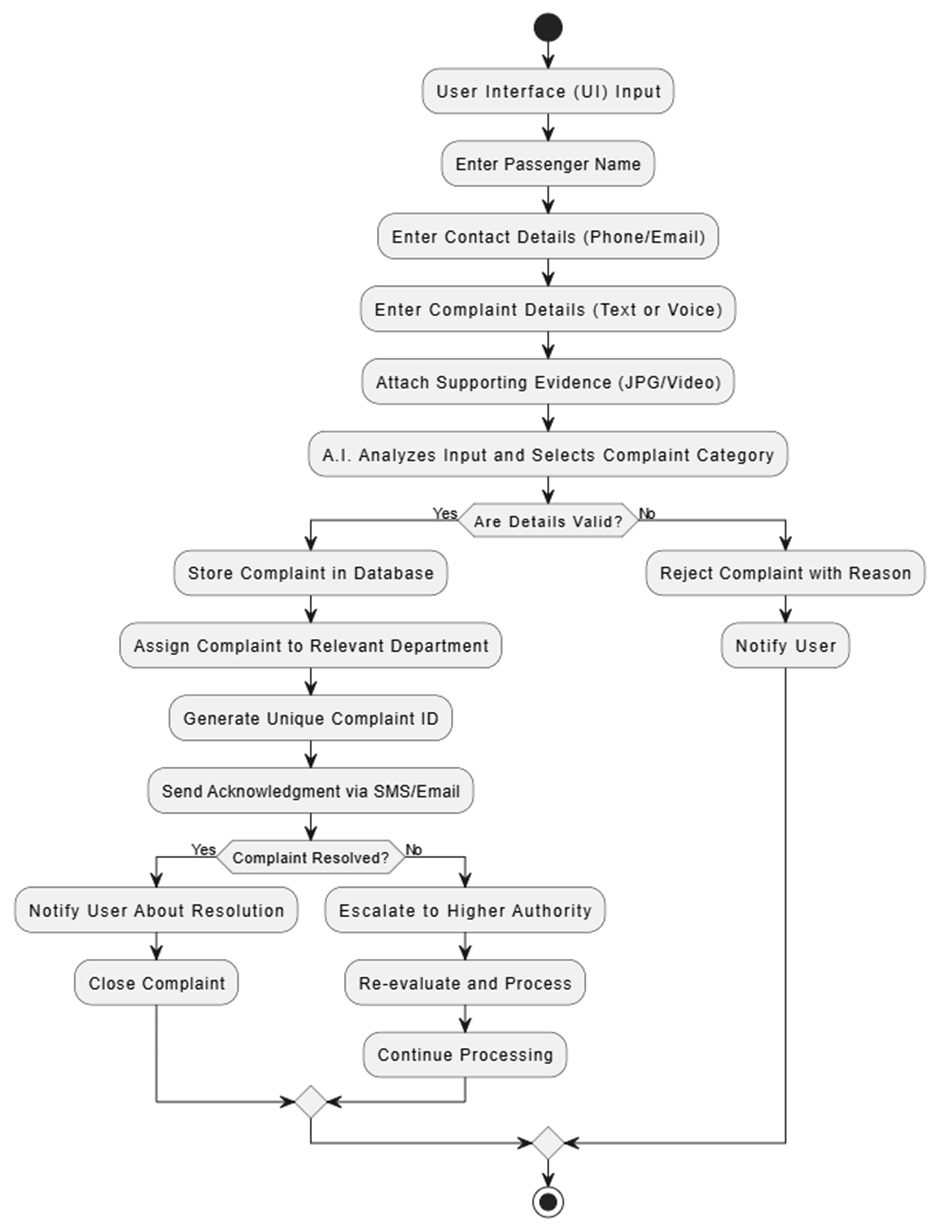 User Interface (UI) Input
Enter Passenger Name
Enter Contact Details (Phone/Email)
Enter Complaint Details (Text or Voice)
Attach Supporting Evidence (JPG/Video)
A.I. Analyzes Input and Selects Complaint Category
Yes
Are Details Valid?
No
Store Complaint in Database
Reject Complaint with Reason
Assign Complaint to Relevant Department
Notify User
Generate Unique Complaint ID
Send Acknowledgment via SMS/Email
Yes
Complaint Resolved?
No
Notify User About Resolution
Escalate to Higher Authority
Close Complaint
Re-evaluate and Process
Continue Processing